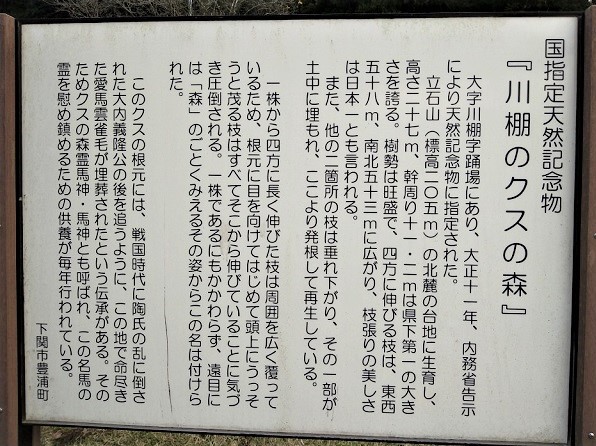 国指定天然記念物
『川棚のクスの森』
大字川棚字踊場にあり、大正十一年、内務省告示
により天然記念物に指定された。
立石山（標高二〇五ｍ）の北麓の台地に生育し、
高さ二十七ｍ、幹周り十一・二ｍは県下第一の大き
さを誇る。樹勢は旺盛で、四方に伸びる枝は、東西
五十八ｍ、南北五十三ｍに広がり、枝張りの美しさ
は日本一とも言われる。
また、他の二箇所の枝は垂れ下がり、その一部が
土中に埋もれ、ここより発根して再生している。
一株から四方に長く伸びた枝は周囲を広く覆って
いるため、根元に目を向けてはじめて頭上にうっそ
うと茂る枝はすべてそこから伸びていることに気づ
き圧倒される。一株であるにもかかわらず、遠目に
は「森」のごとくみえるその姿からこの名は付けら
れた。
このクスの根元には、戦国時代に陶氏の乱に倒さ
れた大内義隆公の後を追うように、この地で命尽き
た愛馬雲雀毛が埋葬されたという伝承がある。その
ためクスの森霊馬神・馬神とも呼ばれ、この名馬の
霊を慰め鎮めるための供養が毎年行われている。
下関市豊浦町